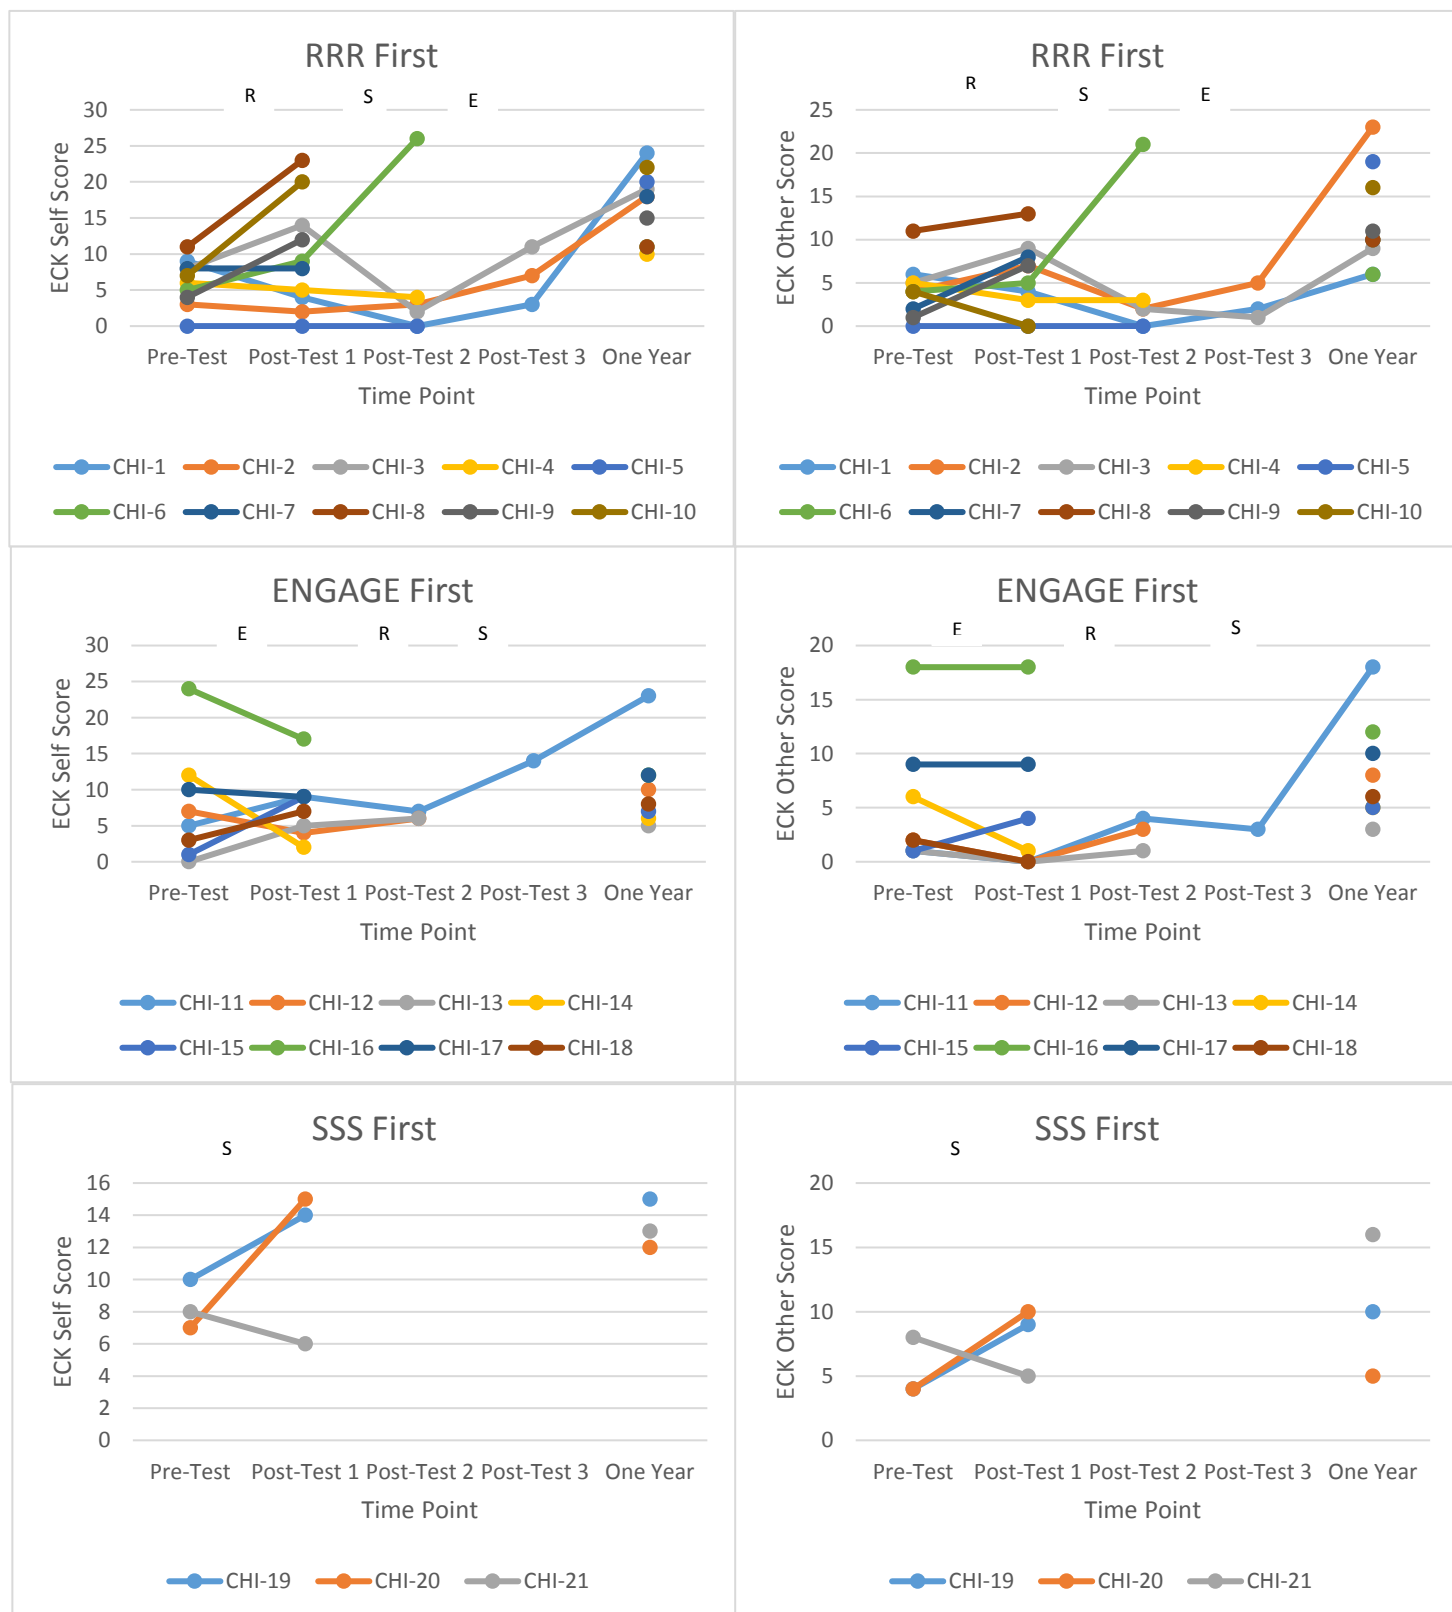 RRR First
R S E
ECK Self Score
30
25
20
15
10
5
0
Pre-Test Post-Test 1 Post-Test 2 Post-Test 3 One Year
Time Point
CHI-1 CHI-2 CHI-3 CHI-4 CHI-5
CHI-6 CHI-7 CHI-8 CHI-9 CHI-10
RRR First
R S E
ECK Other Score
25
20
15
10
5
0
Pre-Test Post-Test 1 Post-Test 2 Post-Test 3 One Year
Time Point
CHI-1 CHI-2 CHI-3 CHI-4 CHI-5
CHI-6 CHI-7 CHI-8 CHI-9 CHI-10
ENGAGE First
E R S
ECK Self Score
30
25
20
15
10
5
0
Pre-Test Post-Test 1 Post-Test 2 Post-Test 3 One Year
Time Point
CHI-11 CHI-12 CHI-13 CHI-14
CHI-15 CHI-16 CHI-17 CHI-18
ENGAGE First
E R S
ECK Other Score
20
15
10
5
0
Pre-Test Post-Test 1 Post-Test 2 Post-Test 3 One Year
Time Point
CHI-11 CHI-12 CHI-13 CHI-14
CHI-15 CHI-16 CHI-17 CHI-18
SSS First
S
ECK Self Score
16
14
12
10
8
6
4
2
0
Pre-Test Post-Test 1 Post-Test 2 Post-Test 3 One Year
Time Point
CHI-19 CHI-20 CHI-21
SSS First
S
ECK Other Score
20
15
10
5
0
Pre-Test Post-Test 1 Post-Test 2 Post-Test 3 One Year
Time Point
CHI-19 CHI-20 CHI-21